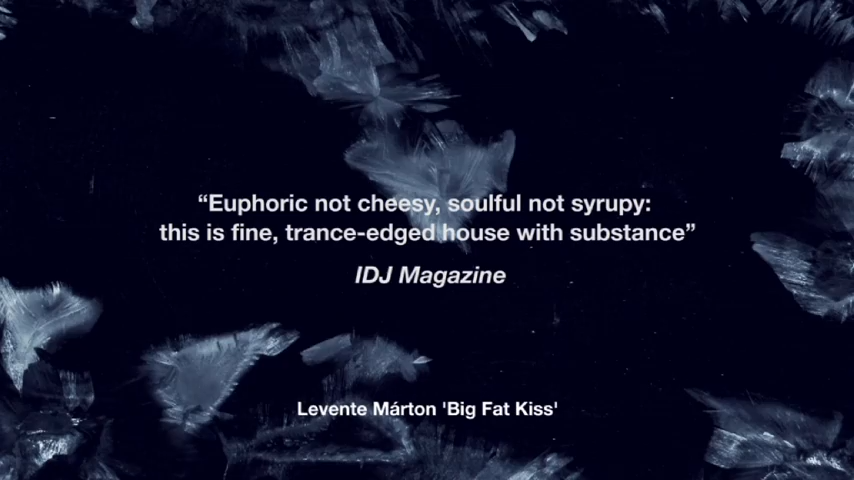 “Euphoric not cheesy, soulful not syrupy:
this is fine, trance-edged house with substance”
IDJ Magazine
Levente Márton 'Big Fat Kiss'